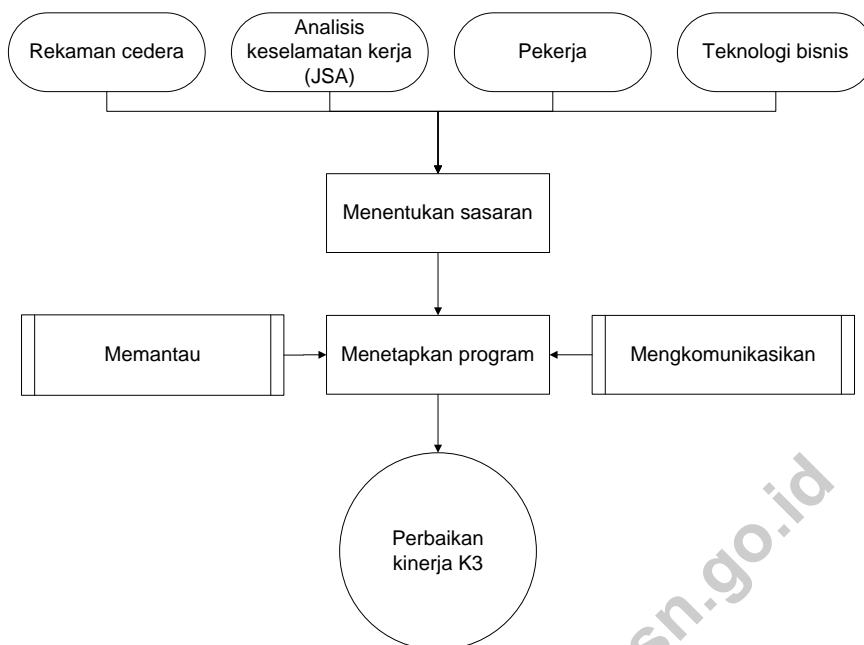 Rekaman cedera
Analisis
keselamatan kerja
(JSA)
Pekerja
Teknologi bisnis
Menentukan sasaran
Memantau
Menetapkan program
Mengkomunikasikan
Perbaikan
kinerja K3
sn.go.id